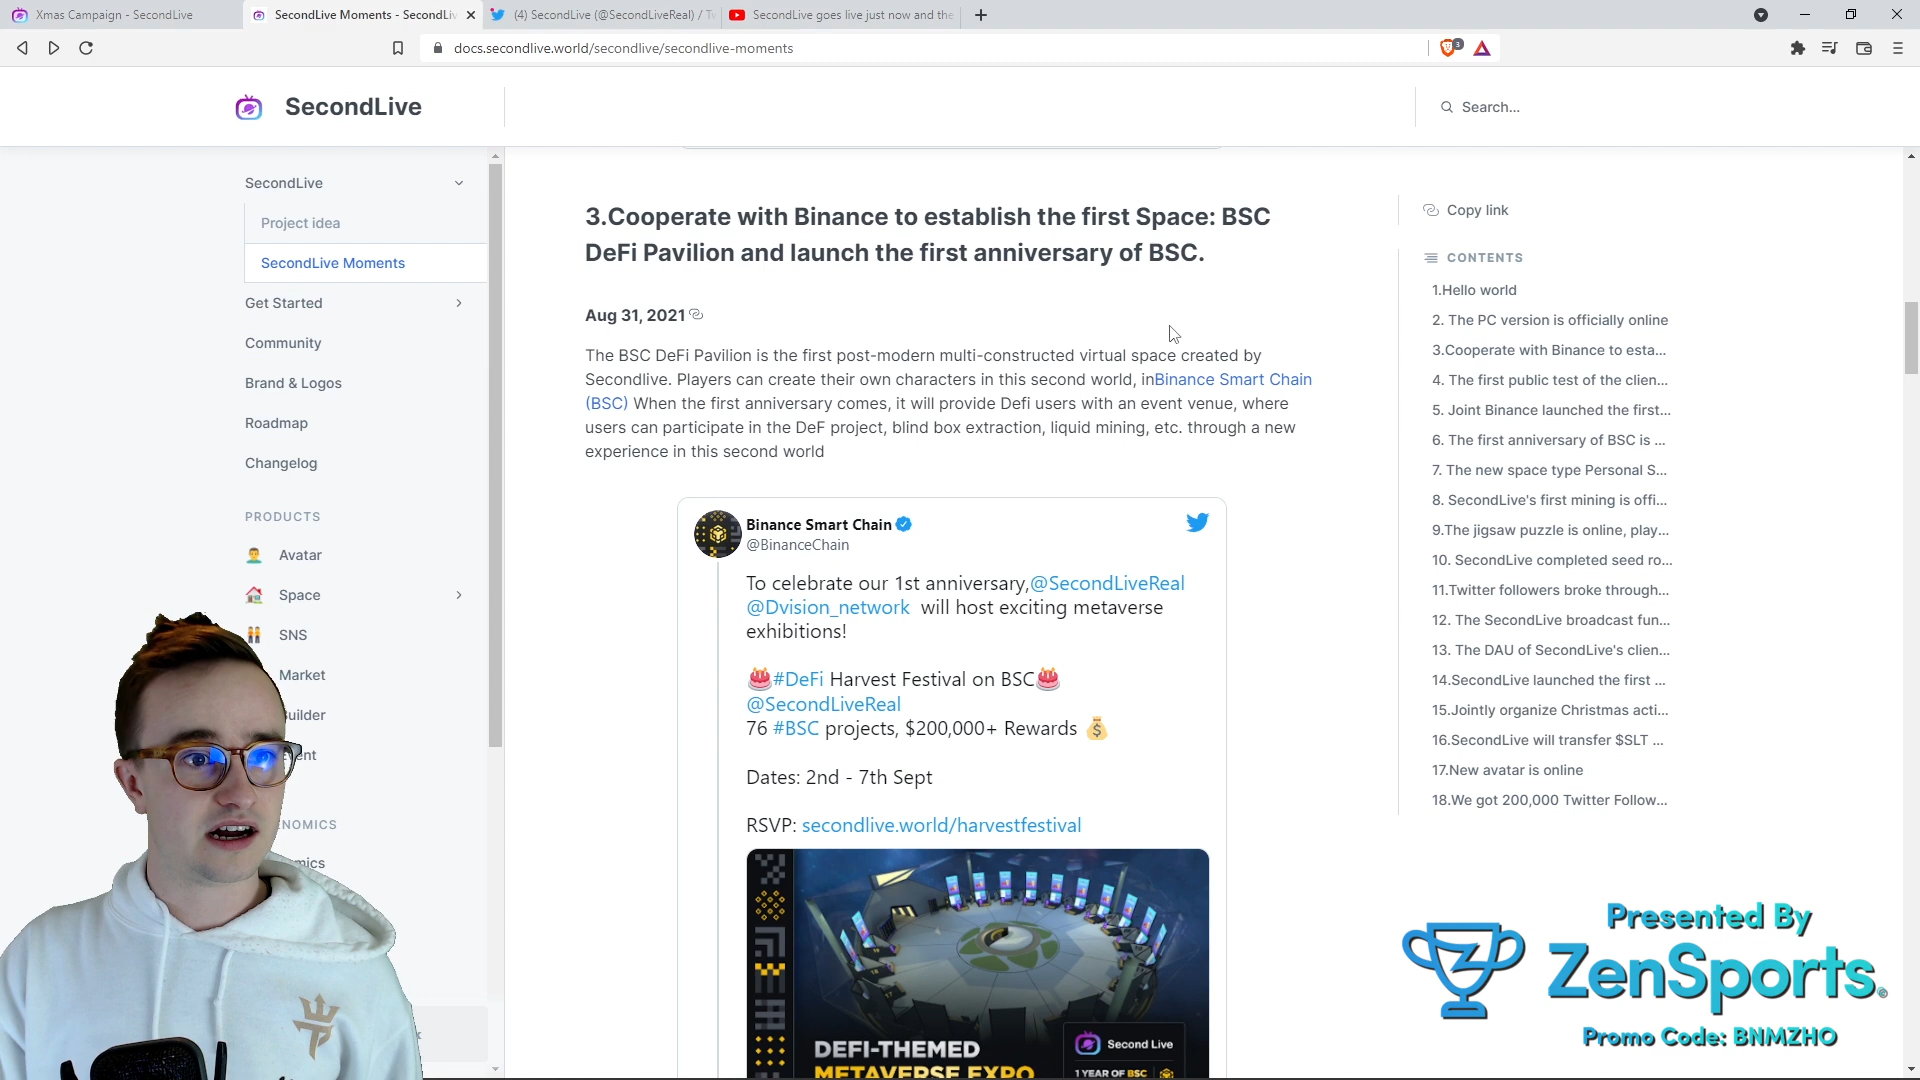 Xmas Campaign - SecondLive
SecondLive Moments - SecondLiv
(4) SecondLive (@SecondLiveReal) / Tw
SecondLive goes live just now and the
docs.secondlive.world/secondlive/secondlive-moments
3
SecondLive
Search...
SecondLive
Project idea
SecondLive Moments
Get Started
Community
Brand & Logos
Roadmap
Changelog
PRODUCTS
Avatar
Space
SNS
Market
uilder
ent
NOMICS
mics
3.Cooperate with Binance to establish the first Space: BSC
DeFi Pavilion and launch the first anniversary of BSC.
Aug 31, 2021
The BSC DeFi Pavilion is the first post-modern multi-constructed virtual space created by
Secondlive. Players can create their own characters in this second world, inBinance Smart Chain
(BSC) When the first anniversary comes, it will provide Defi users with an event venue, where
users can participate in the DeF project, blind box extraction, liquid mining, etc. through a new
experience in this second world
Binance Smart Chain
@BinanceChain
To celebrate our 1st anniversary,@SecondLiveReal
@Dvision_network will host exciting metaverse
exhibitions!
🎂#DeFi Harvest Festival on BSC🎂
@SecondLiveReal
76 #BSC projects, $200,000+ Rewards 💰
Dates: 2nd - 7th Sept
RSVP: secondlive.world/harvestfestival
DEFI-THEMED
METAVERSE EXPO
Second Live
1 YEAR OF BSC
Copy link
CONTENTS
1.Hello world
2. The PC version is officially online
3.Cooperate with Binance to esta...
4. The first public test of the clien...
5. Joint Binance launched the first...
6. The first anniversary of BSC is ...
7. The new space type Personal S...
8. SecondLive's first mining is offi...
9.The jigsaw puzzle is online, play...
10. SecondLive completed seed ro...
11.Twitter followers broke through...
12. The SecondLive broadcast fun...
13. The DAU of SecondLive's clien...
14.SecondLive launched the first ...
15.Jointly organize Christmas acti...
16.SecondLive will transfer $SLT ...
17.New avatar is online
18.We got 200,000 Twitter Follow...
Presented By
ZenSports
Promo Code: BNMZHO